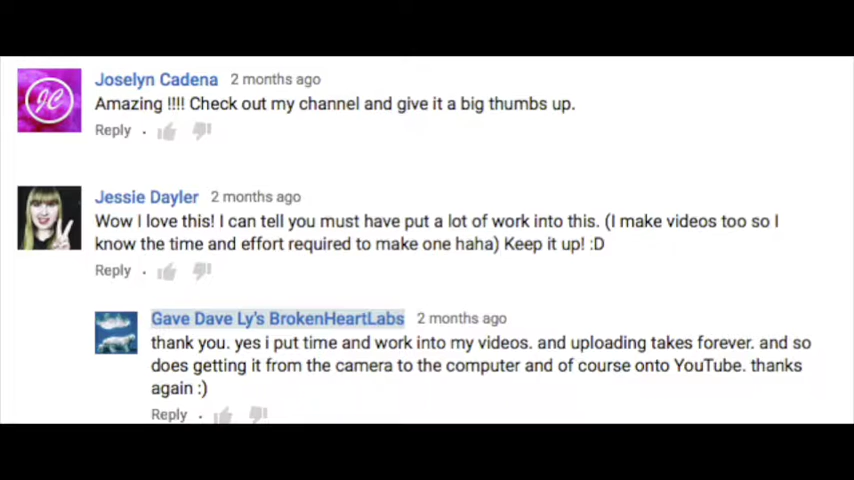 Joselyn Cadena 2 months ago
Amazing !!!! Check out my channel and give it a big thumbs up.
Reply .
JC
Jessie Dayler 2 months ago
Wow I love this! I can tell you must have put a lot of work into this. (I make videos too so I
know the time and effort required to make one haha) Keep it up! :D
Reply .
Gave Dave Ly's BrokenHeartLabs 2 months ago
thank you. yes i put time and work into my videos. and uploading takes forever. and so
does getting it from the camera to the computer and of course onto YouTube. thanks
again :)
Reply .